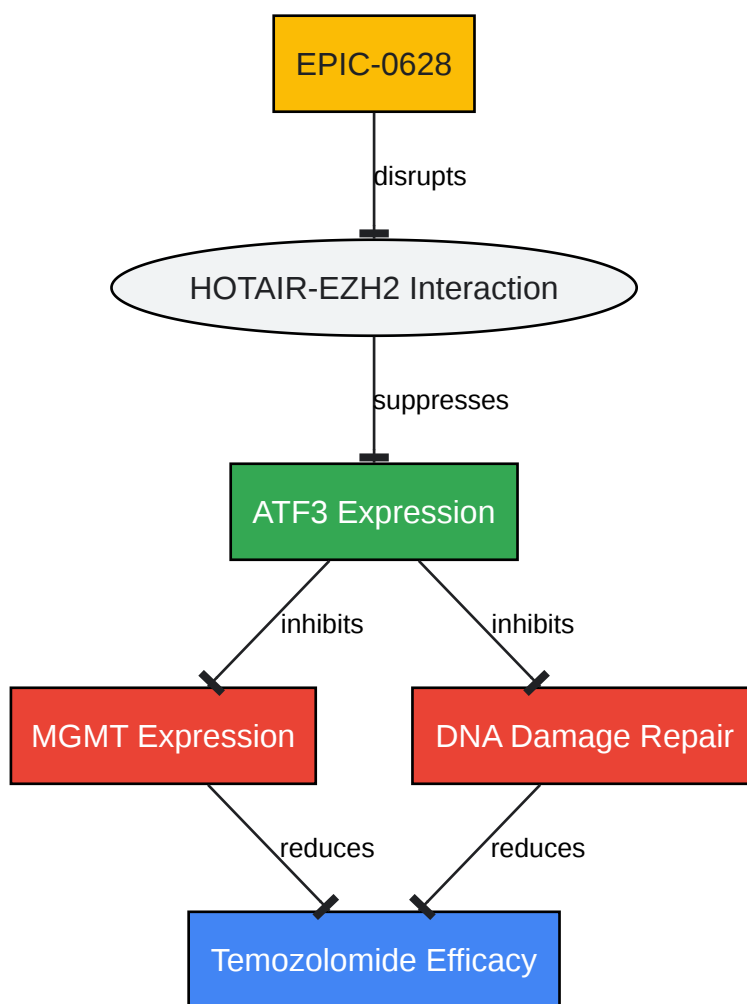 EPIC-0628
disrupts
HOTAIR-EZH2 Interaction
suppresses
ATF3 Expression
inhibits
inhibits
MGMT Expression
DNA Damage Repair
reduces
reduces
Temozolomide Efficacy